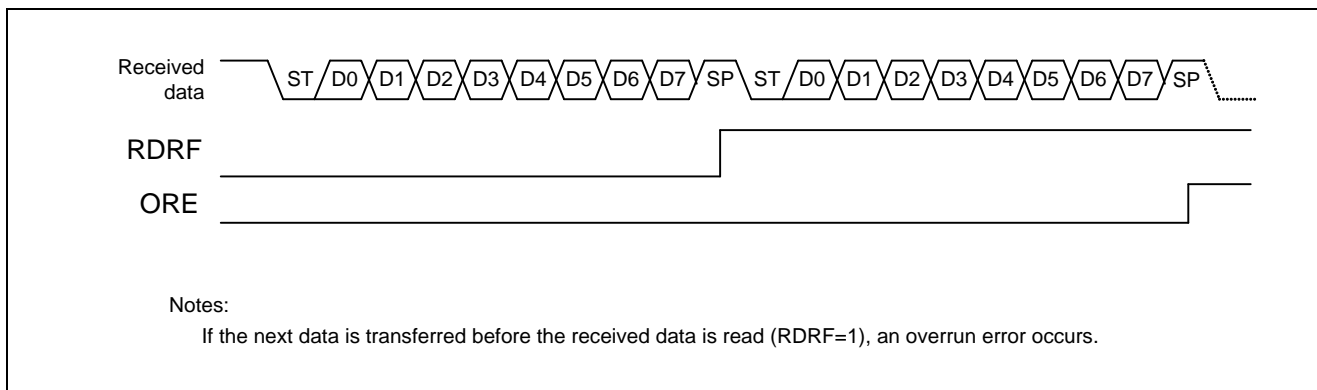 Received
data
ST D0 D1 D2 D3 D4 D5 D6 D7 SP ST D0 D1 D2 D3 D4 D5 D6 D7 SP
RDRF
ORE
Notes:
If the next data is transferred before the received data is read (RDRF=1), an overrun error occurs.